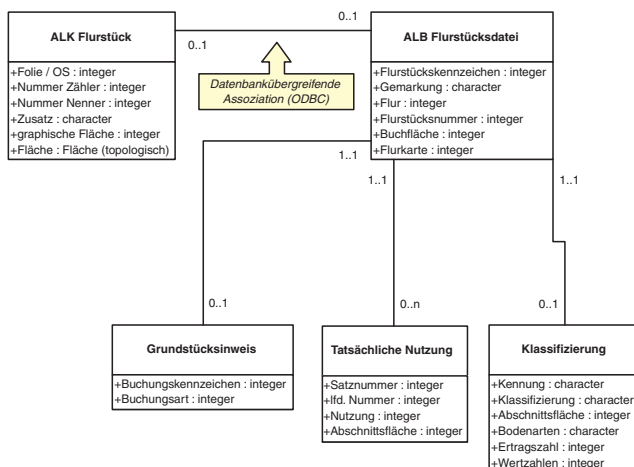 ALK Flurstück
+Folie / OS : integer
+Nummer Zähler : integer
+Nummer Nenner : integer
+Zusatz : character
+graphische Fläche : integer
+Fläche : Fläche (topologisch)
0..1
0..1
Datenbankübergreifende
Assoziation (ODBC)
ALB Flurstücksdatei
+Flurstückskennzeichen : integer
+Gemarkung : character
+Flur : integer
+Flurstücksnummer : integer
+Buchfläche : integer
+Flurkarte : integer
1..1
1..1
1..1
0..1
0..n
0..1
Grundstücksinweis
+Buchungskennzeichen : integer
+Buchungsart : integer
Tatsächliche Nutzung
+Satznummer : integer
+lfd. Nummer : integer
+Nutzung : integer
+Abschnittsfläche : integer
Klassifizierung
+Kennung : character
+Klassifizierung : character
+Abschnittsfläche : integer
+Bodenarten : character
+Ertragszahl : integer
+Wertzahlen : integer